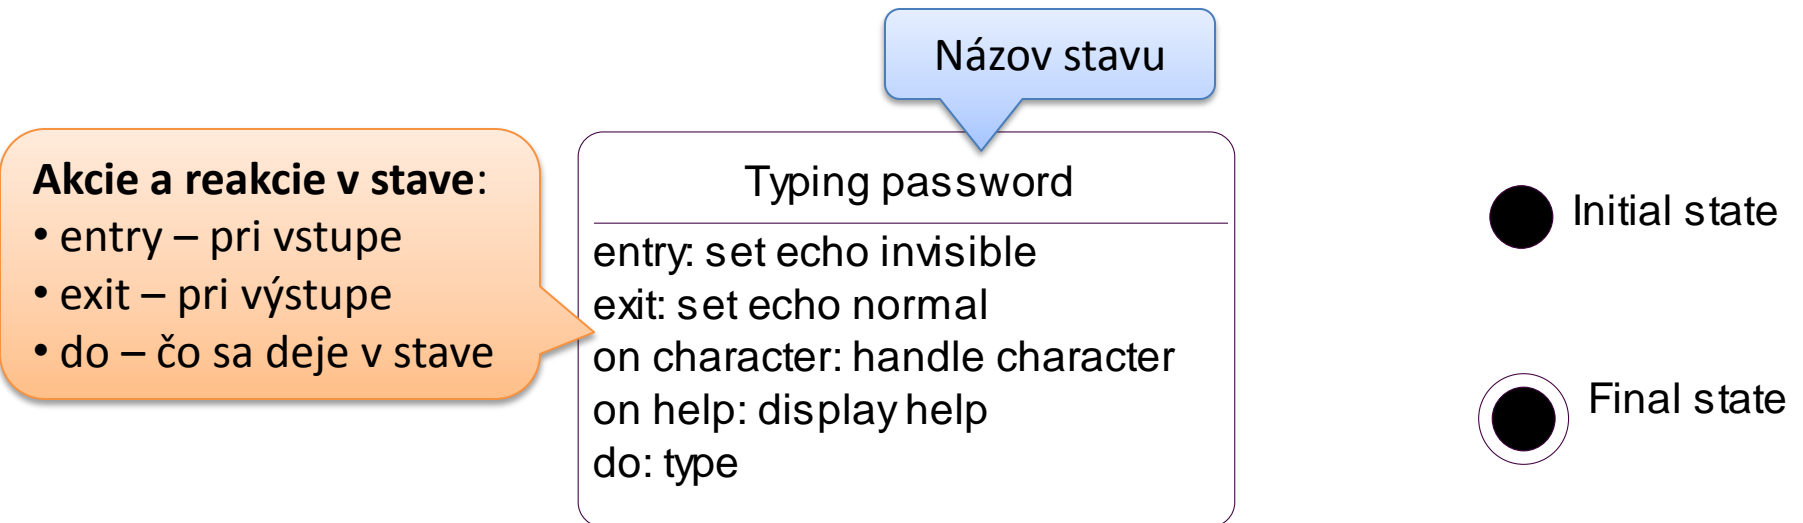 Názov stavu
Akcie a reakcie v stave:
• entry – pri vstupe
• exit – pri výstupe
• do – čo sa deje v stave
Typing password
entry: set echo invisible
exit: set echo normal
on character: handle character
on help: display help
do: type
Initial state
Final state